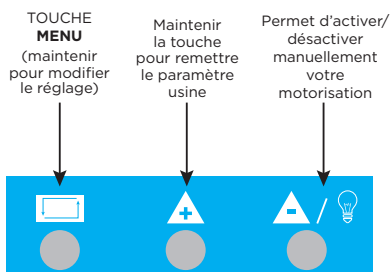 TOUCHE
MENU
(maintenir
pour modifier
le réglage)
Maintenir
la touche
pour remettre
le paramètre
usine
Permet d'activer/
désactiver
manuellement
votre
motorisation
+
- /